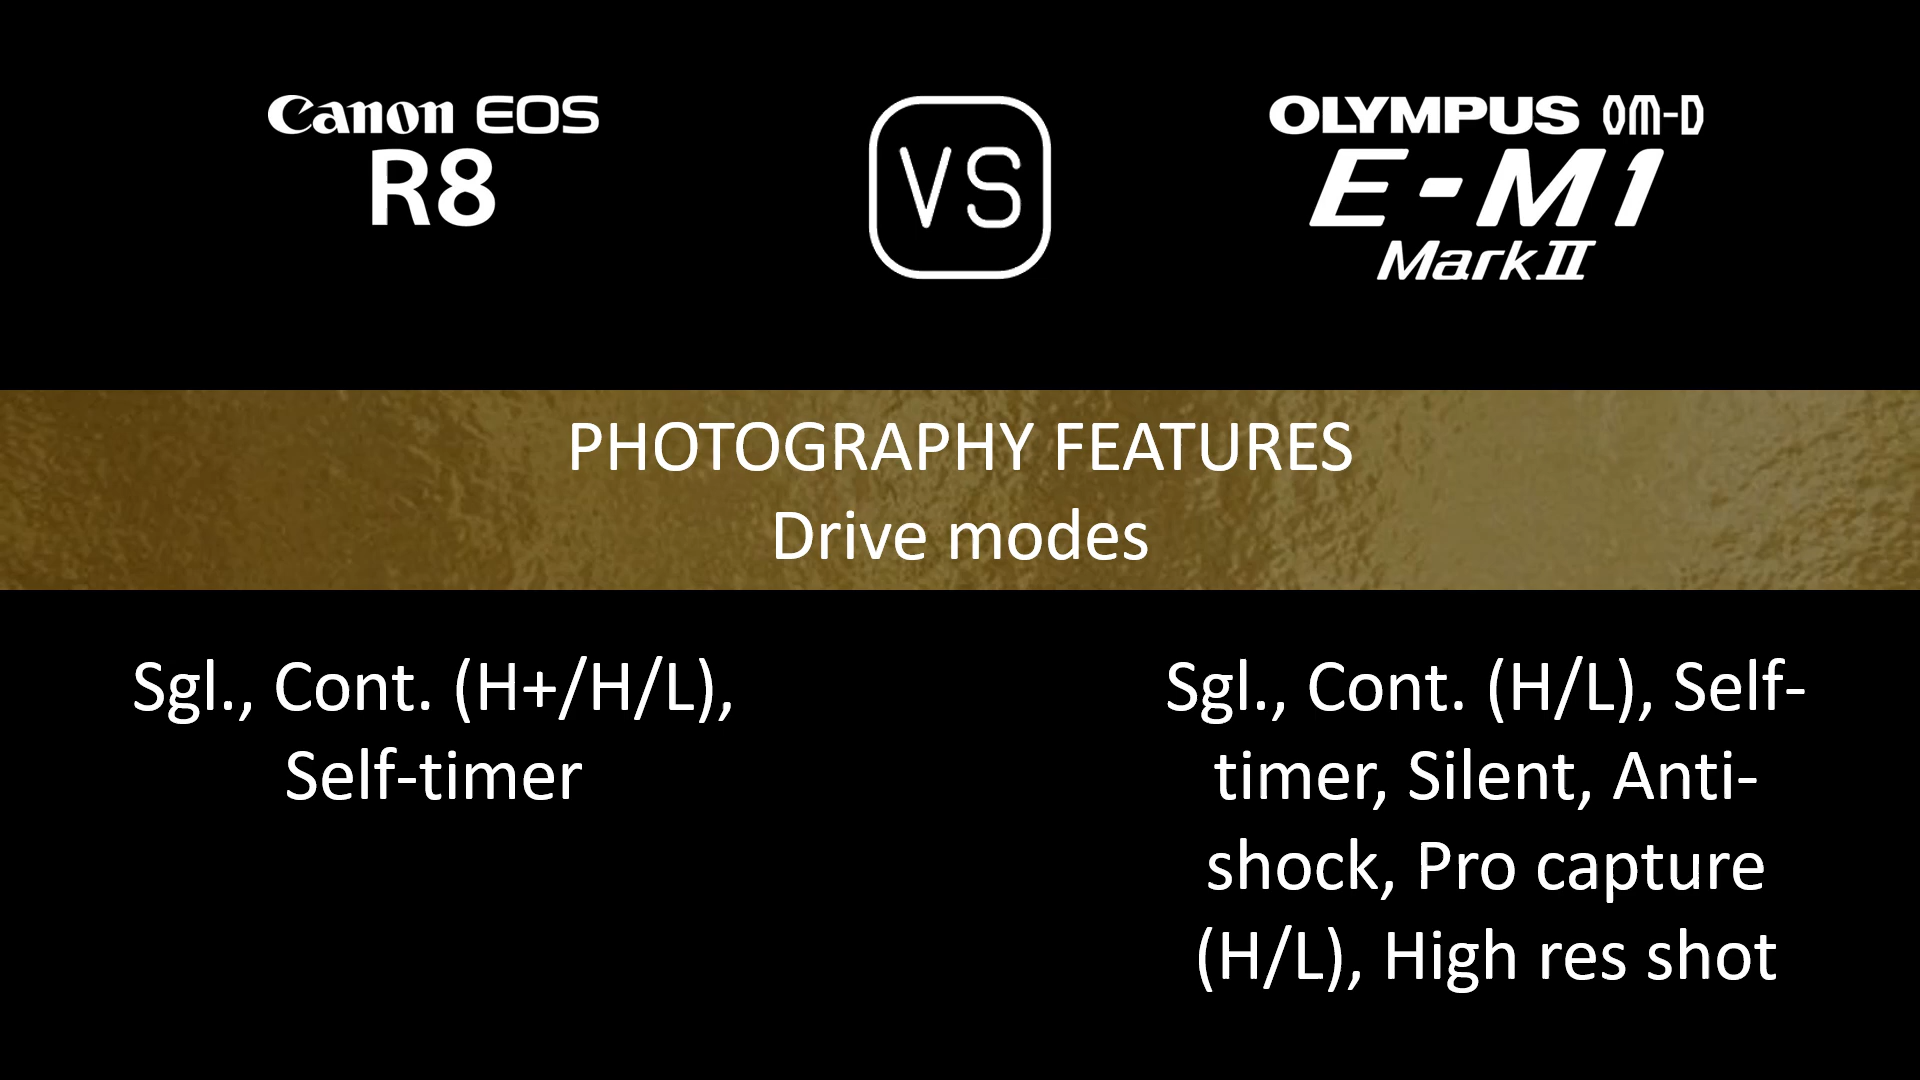 Canon EOS
R8
VS
OLYMPUS OM-D
E-M1
Mark II
PHOTOGRAPHY FEATURES
Drive modes
Sgl., Cont. (H+/H/L),
Self-timer
Sgl., Cont. (H/L), Self-
timer, Silent, Anti-
shock, Pro capture
(H/L), High res shot